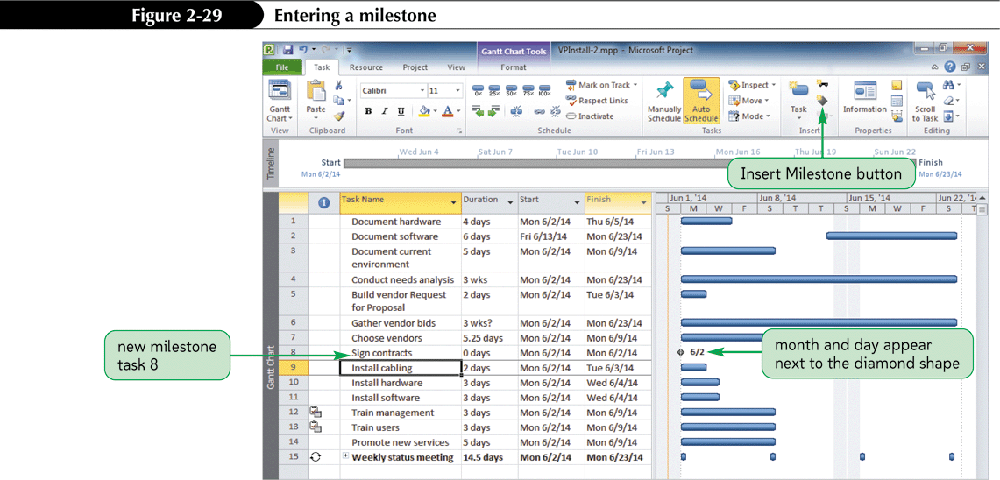 Figure 2-29 Entering a milestone
Gantt Chart Tools VPInstall-2.mpp - Microsoft Project
File Task Resource Project View Format
Calibri 11
0% 25% 50% 75% 100%
Mark on Track
Respect Links
Inactivate
B I U A
Gantt Chart
Paste
Manually Schedule
Auto Schedule
Inspect
Move
Mode
Task
Information
Scroll to Task
View Clipboard Font Schedule Tasks Insert Properties Editing
Insert Milestone button
Timeline
Wed Jun 4 Sat Jun 7 Tue Jun 10 Fri Jun 13 Mon Jun 16 Thu Jun 19 Sun Jun 22
Start
Mon 6/2/14
Finish
Mon 6/23/14
Task Name Duration Start Finish
Jun 1, '14 Jun 8, '14 Jun 15, '14 Jun 22, '1
S M W F S T T S M W F S T
1 Document hardware 4 days Mon 6/2/14 Thu 6/5/14
2 Document software 6 days Fri 6/13/14 Mon 6/23/14
3 Document current environment 5 days Mon 6/2/14 Mon 6/9/14
4 Conduct needs analysis 3 wks Mon 6/2/14 Mon 6/23/14
5 Build vendor Request for Proposal 2 days Mon 6/2/14 Tue 6/3/14
6 Gather vendor bids 3 wks? Mon 6/2/14 Mon 6/23/14
7 Choose vendors 5.25 days Mon 6/2/14 Mon 6/9/14
8 Sign contracts 0 days Mon 6/2/14 Mon 6/2/14 6/2
9 Install cabling 2 days Mon 6/2/14 Tue 6/3/14
10 Install hardware 3 days Mon 6/2/14 Wed 6/4/14
11 Install software 3 days Mon 6/2/14 Wed 6/4/14
12 Train management 3 days Mon 6/2/14 Mon 6/9/14
13 Train users 3 days Mon 6/2/14 Mon 6/9/14
14 Promote new services 5 days Mon 6/2/14 Mon 6/9/14
15 Weekly status meeting 14.5 days Mon 6/2/14 Mon 6/23/14
Gantt Chart
new milestone
task 8
month and day appear
next to the diamond shape